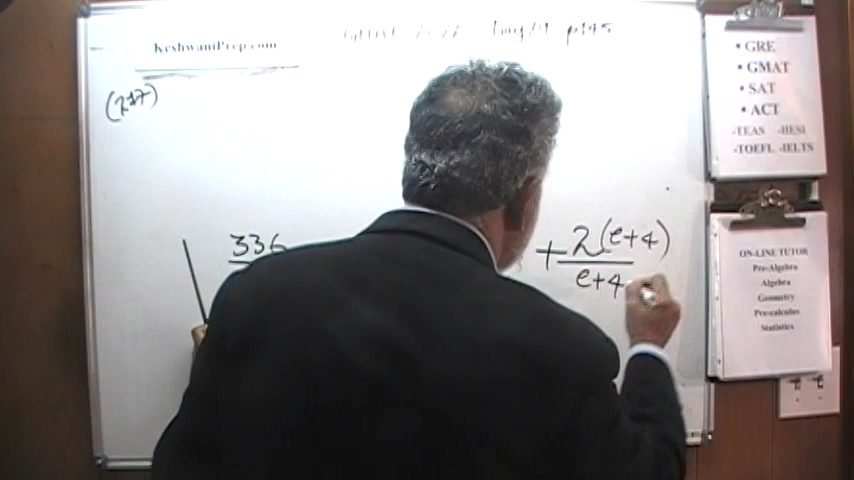 KeshwaniPrep.com
(217)
336
+ 2(e+4)
e+4
• GRE
• GMAT
• SAT
• ACT
-TEAS -HESI
-TOEFL -IELTS
ON-LINE TUTOR
Pre-Algebra
Algebra
Geometry
Pre-calculus
Statistics